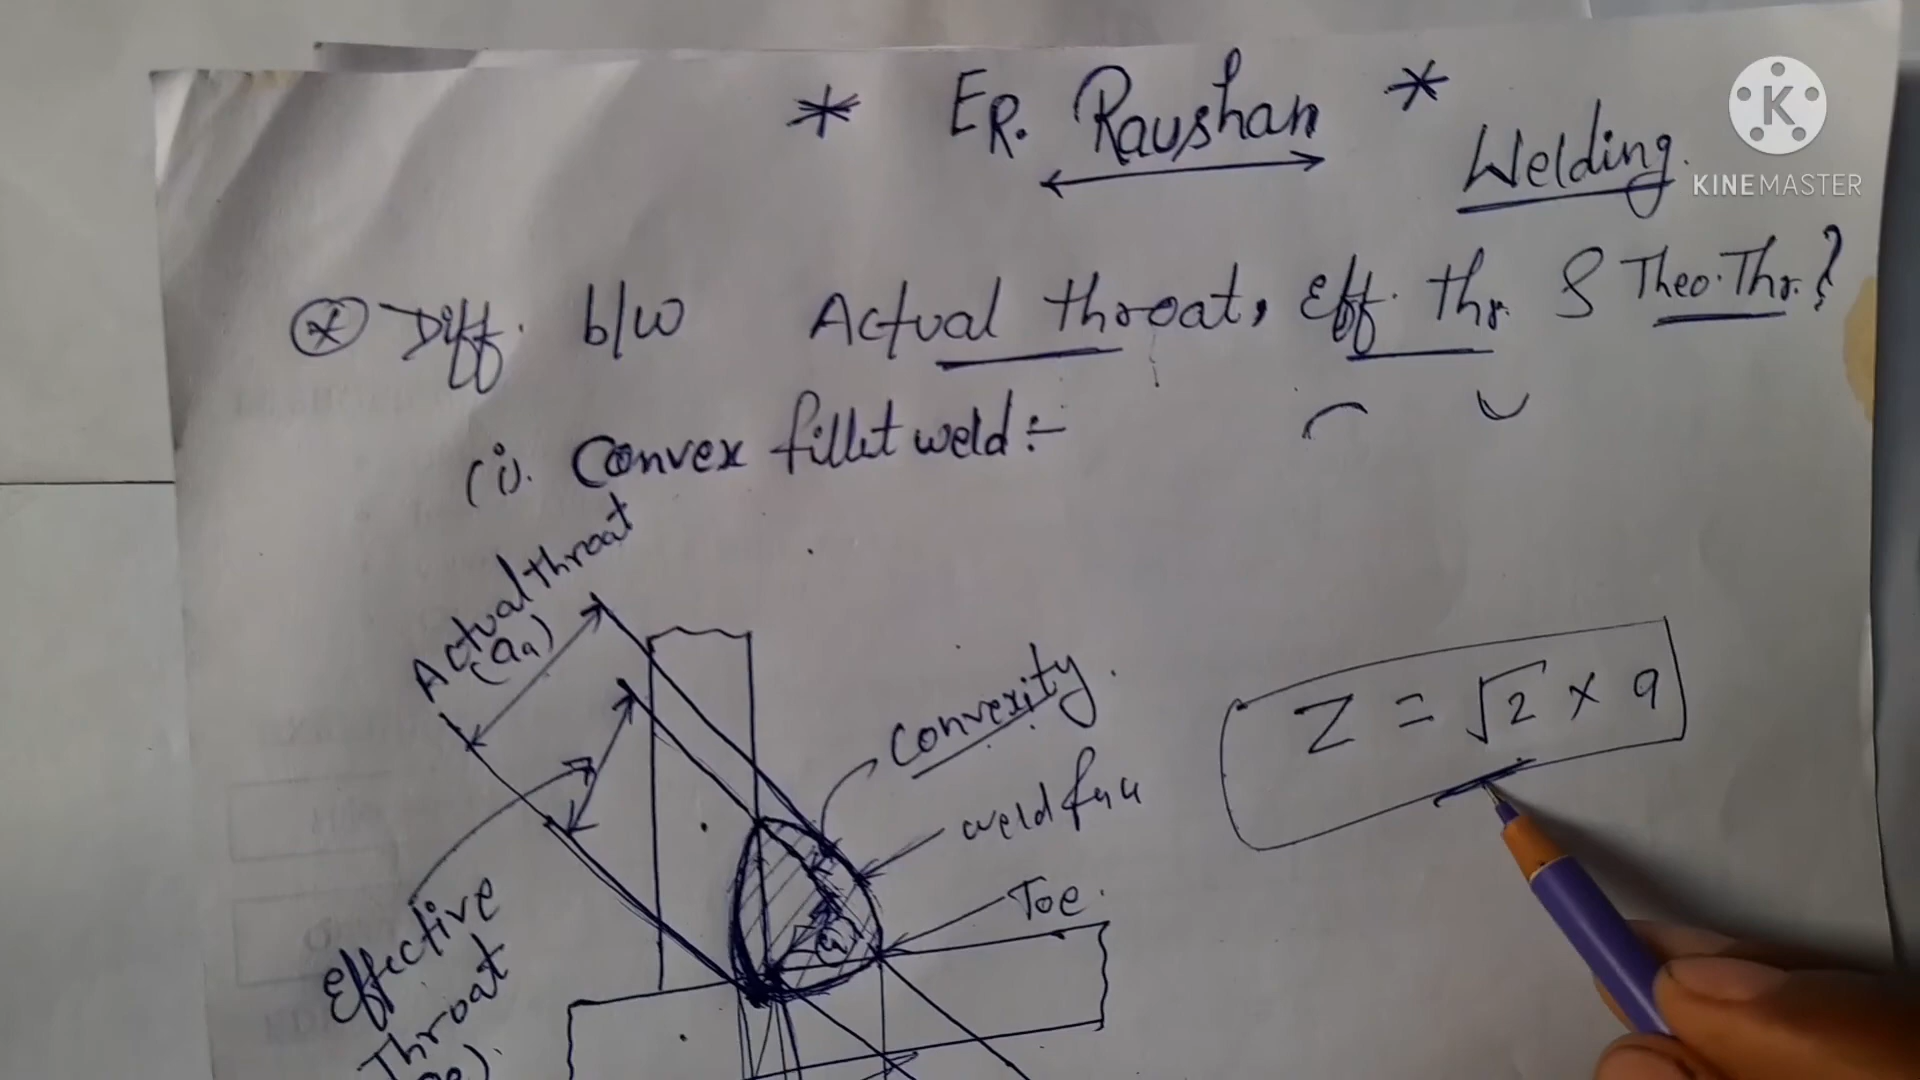 * ER. Raushan *
K
KINEMASTER
Welding.
* Diff. b/w Actual throat, Eff. thr. & Theo. Thr.?
(i). Convex fillet weld :-
Actual throat
(aa)
Convexity.
Z = √2 × a
weld face
Toe.
Effective
Throat